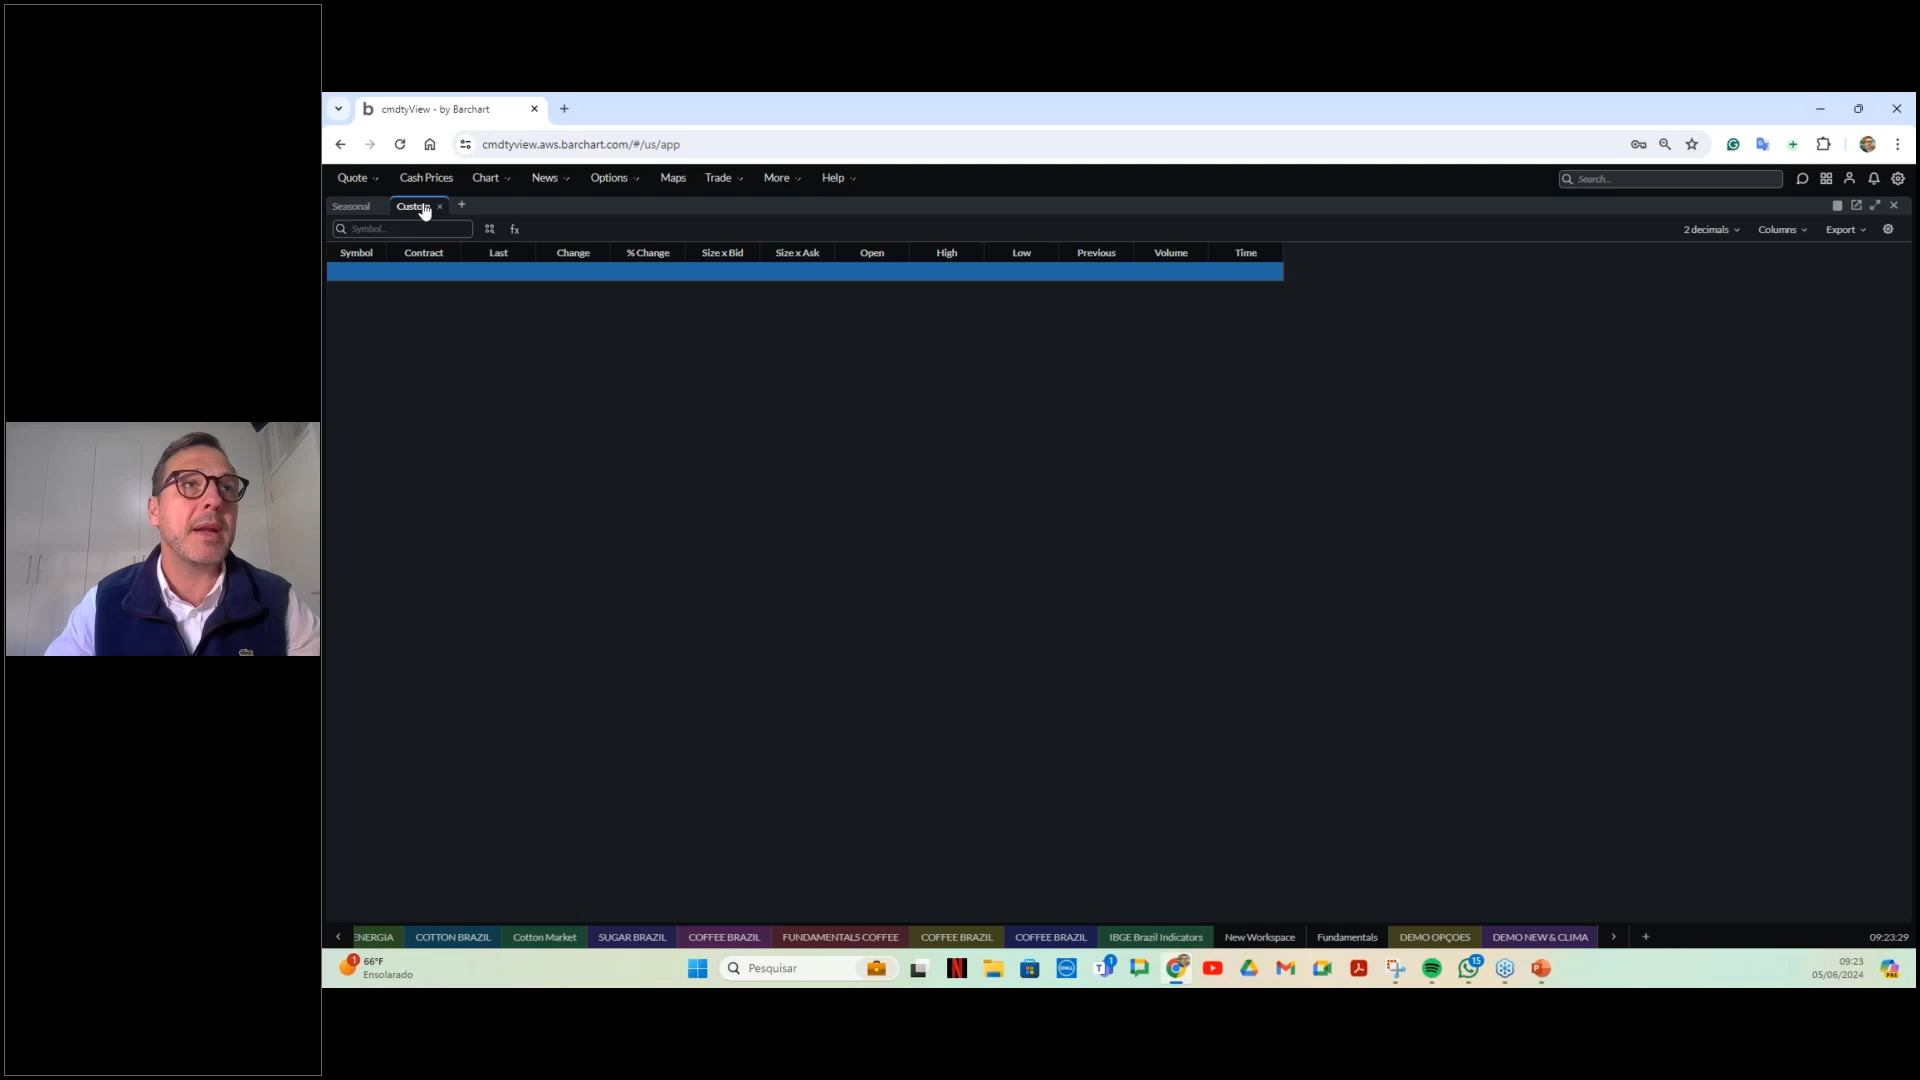 cmdtyView - by Barchart
cmdtyview.aws.barchart.com/#/us/app
Quote Cash Prices Chart News Options Maps Trade More Help Search...
Seasonal Custom
Symbol... fx 2 decimals Columns Export
Symbol Contract Last Change % Change Size x Bid Size x Ask Open High Low Previous Volume Time
ENERGIA COTTON BRAZIL Cotton Market SUGAR BRAZIL COFFEE BRAZIL FUNDAMENTALS COFFEE COFFEE BRAZIL COFFEE BRAZIL IBGE Brazil Indicators New Workspace Fundamentals DEMO OPÇOES DEMO NEW & CLIMA 09:23:29
1 66°F Pesquisar 1 15 09:23
Ensolarado 05/06/2024